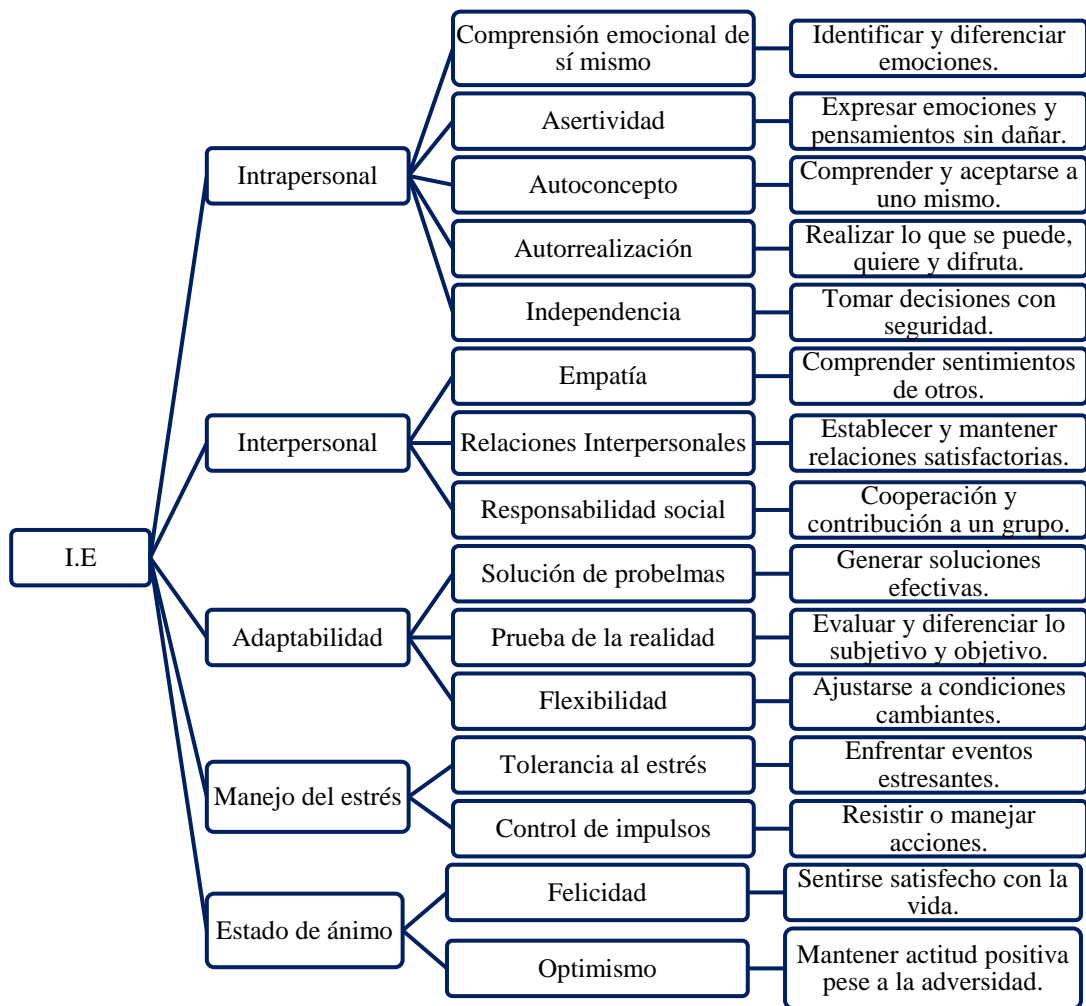 I.E
Intrapersonal
Comprensión emocional de
sí mismo
Identificar y diferenciar
emociones.
Asertividad
Expresar emociones y
pensamientos sin dañar.
Autoconcepto
Comprender y aceptarse a
uno mismo.
Autorrealización
Realizar lo que se puede,
quiere y difruta.
Independencia
Tomar decisiones con
seguridad.
Interpersonal
Empatía
Comprender sentimientos
de otros.
Relaciones Interpersonales
Establecer y mantener
relaciones satisfactorias.
Responsabilidad social
Cooperación y
contribución a un grupo.
Adaptabilidad
Solución de probelmas
Generar soluciones
efectivas.
Prueba de la realidad
Evaluar y diferenciar lo
subjetivo y objetivo.
Flexibilidad
Ajustarse a condiciones
cambiantes.
Manejo del estrés
Tolerancia al estrés
Enfrentar eventos
estresantes.
Control de impulsos
Resistir o manejar
acciones.
Estado de ánimo
Felicidad
Sentirse satisfecho con la
vida.
Optimismo
Mantener actitud positiva
pese a la adversidad.